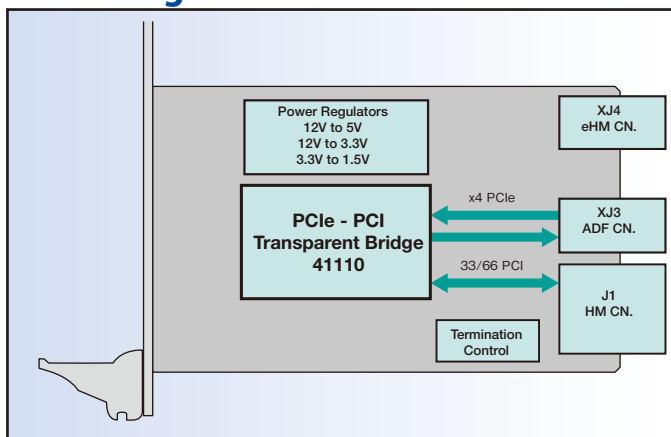 Power Regulators
12V to 5V
12V to 3.3V
3.3V to 1.5V
XJ4
eHM CN.
x4 PCIe
PCIe - PCI
Transparent Bridge
41110
XJ3
ADF CN.
33/66 PCI
J1
HM CN.
Termination
Control